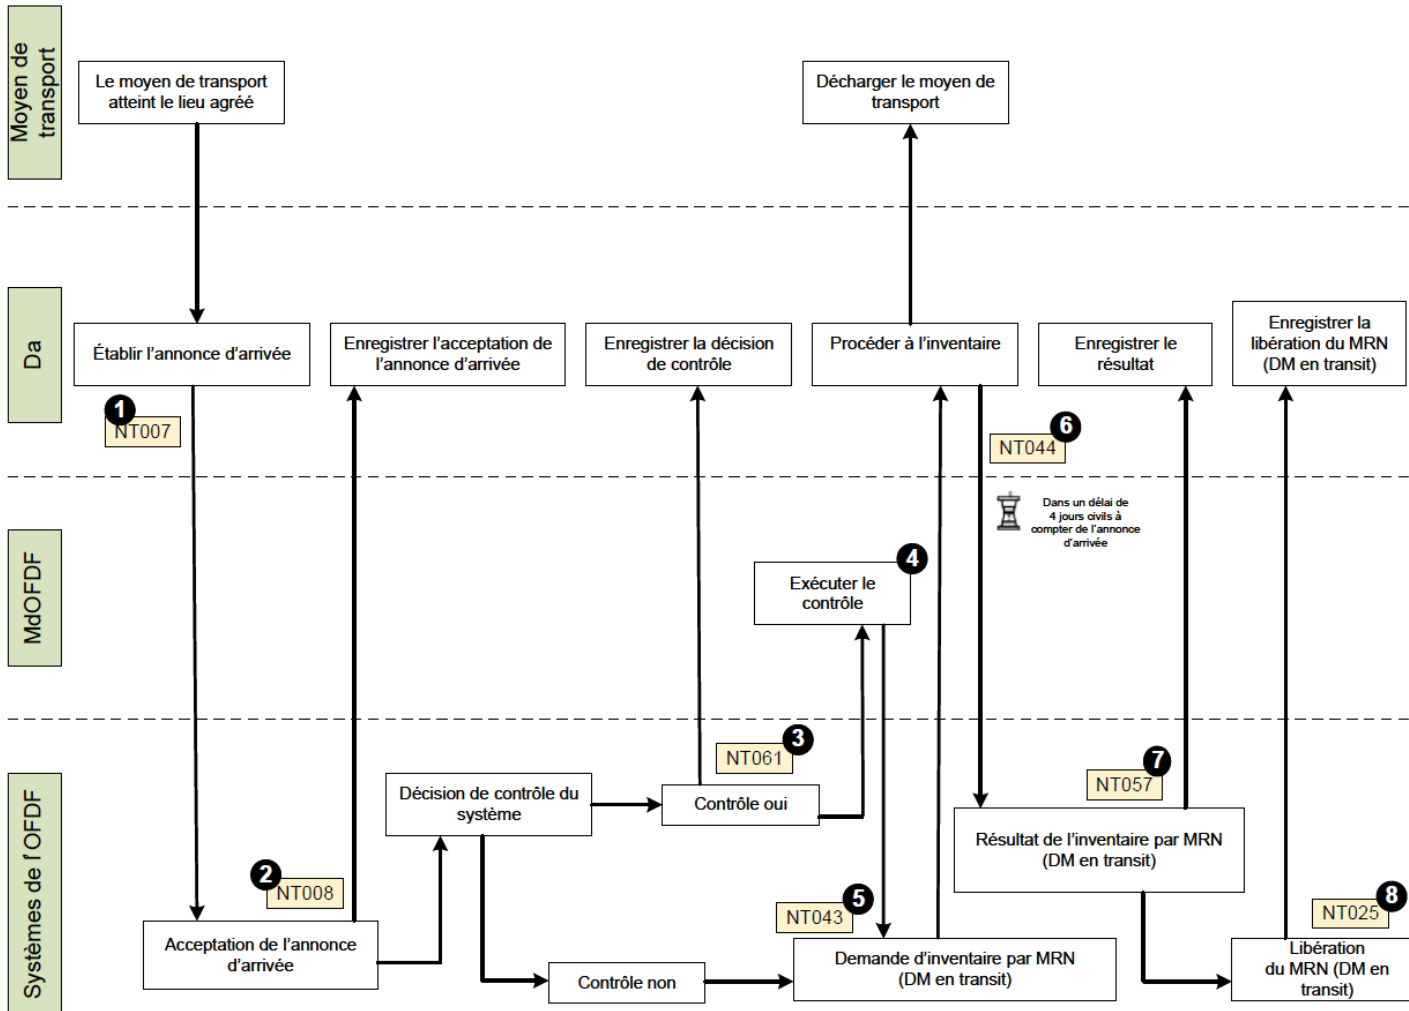 Moyen de
transport
Le moyen de transport
atteint le lieu agréé
Décharger le moyen de
transport
Da
Établir l'annonce d'arrivée
Enregistrer l'acceptation de
l'annonce d'arrivée
Enregistrer la décision
de contrôle
Procéder à l'inventaire
Enregistrer le
résultat
Enregistrer la
libération du MRN
(DM en transit)
1
NT007
6
NT044
MdOFDF
Dans un délai de
4 jours civils à
compter de l'annonce
d'arrivée
4
Exécuter le
contrôle
Systèmes de l'OFDF
3
NT061
7
NT057
Décision de contrôle du
système
Contrôle oui
Résultat de l'inventaire par MRN
(DM en transit)
2
NT008
5
NT043
8
NT025
Acceptation de l'annonce
d'arrivée
Contrôle non
Demande d'inventaire par MRN
(DM en transit)
Libération
du MRN (DM en
transit)